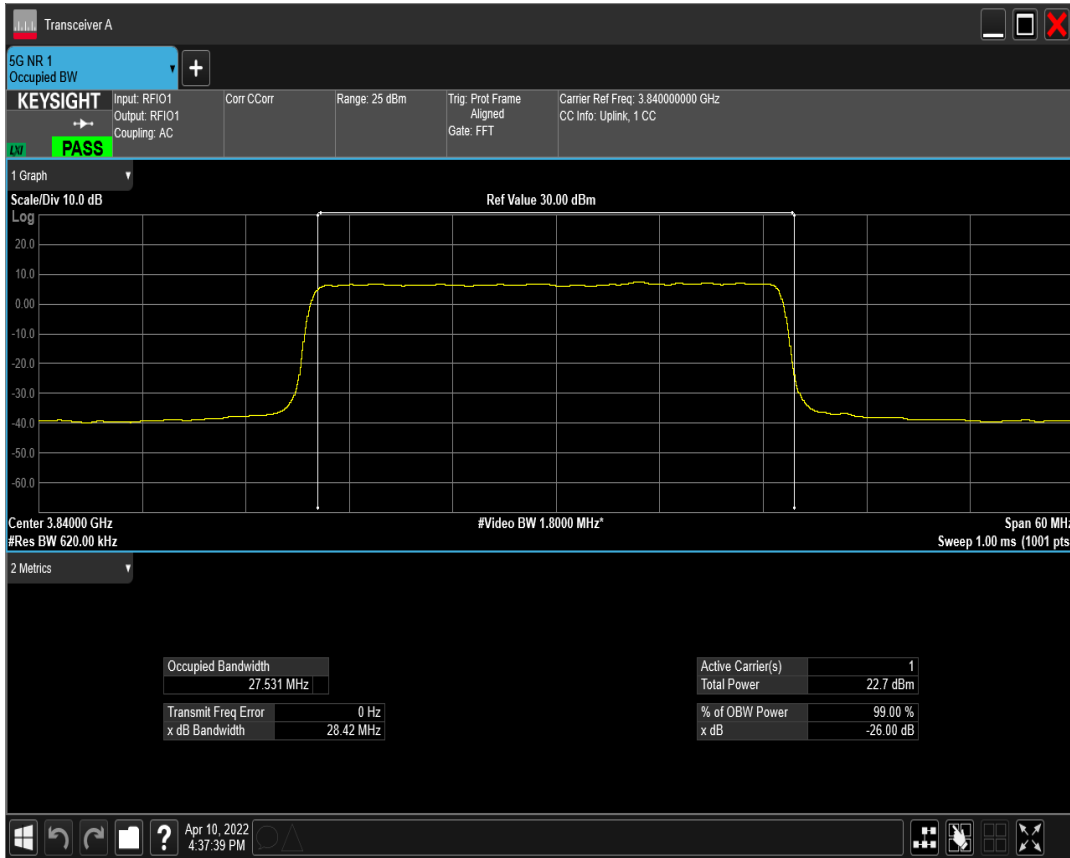 Transceiver A
5G NR 1
Occupied BW
KEYSIGHT
LXI
PASS
Input: RFIO1
Output: RFIO1
Coupling: AC
Corr CCorr
Range: 25 dBm
Trig: Prot Frame
Aligned
Gate: FFT
Carrier Ref Freq: 3.840000000 GHz
CC Info: Uplink, 1 CC
1 Graph
Scale/Div 10.0 dB
Ref Value 30.00 dBm
Log
20.0
10.0
0.00
-10.0
-20.0
-30.0
-40.0
-50.0
-60.0
Center 3.84000 GHz
#Video BW 1.8000 MHz*
Span 60 MHz
#Res BW 620.00 kHz
Sweep 1.00 ms (1001 pts
2 Metrics
Occupied Bandwidth
27.531 MHz
Transmit Freq Error 0 Hz
x dB Bandwidth 28.42 MHz
Active Carrier(s) 1
Total Power 22.7 dBm
% of OBW Power 99.00 %
x dB -26.00 dB
?
Apr 10, 2022
4:37:39 PM